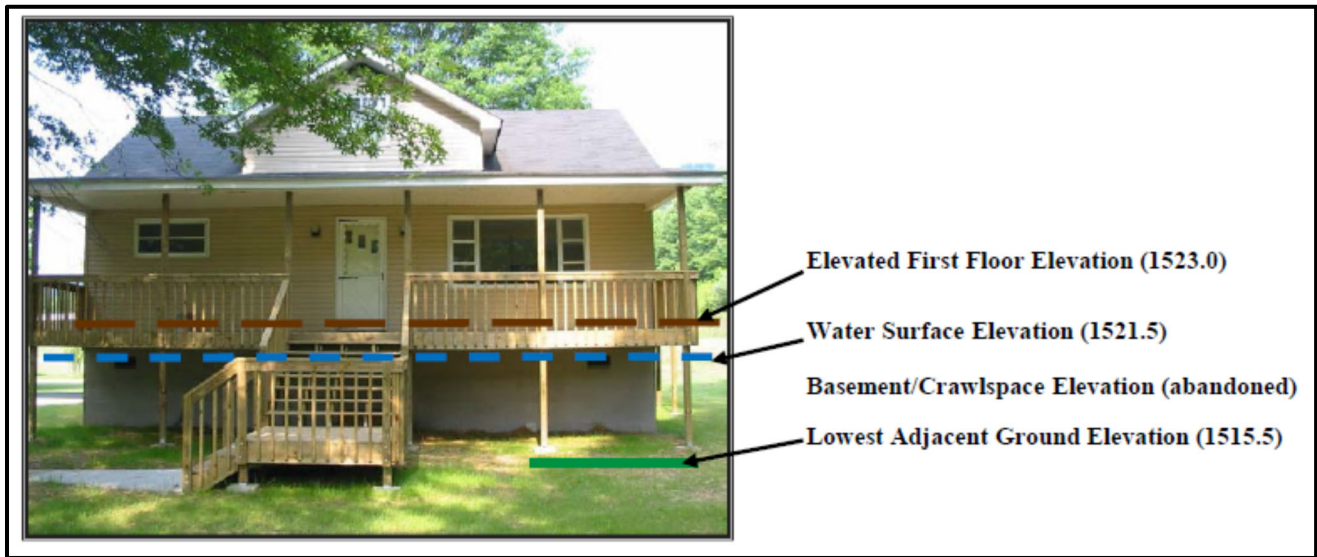 Elevated First Floor Elevation (1523.0)
Water Surface Elevation (1521.5)
Basement/Crawlspace Elevation (abandoned)
Lowest Adjacent Ground Elevation (1515.5)